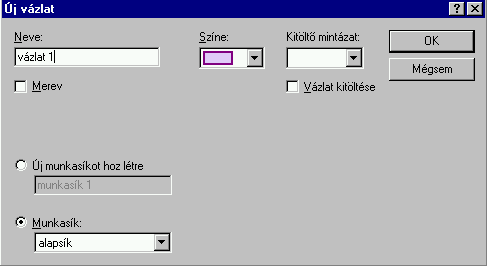 Új vázlat
Neve:
Színe:
Kitöltő mintázat:
OK
vázlat 1
Mégsem
Merev
Vázlat kitöltése
Új munkasíkot hoz létre
munkasík 1
Munkasík:
alapsík